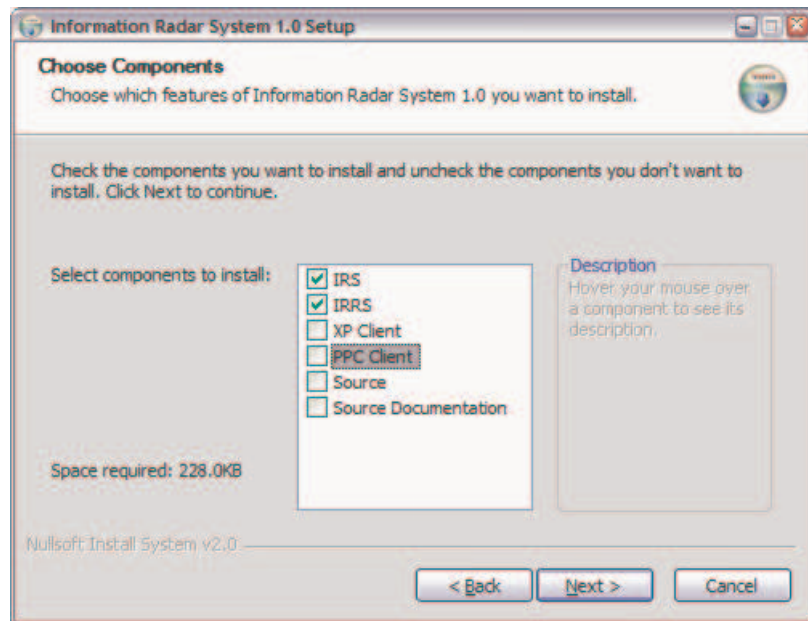 Information Radar System 1.0 Setup
Choose Components
Choose which features of Information Radar System 1.0 you want to install.
Check the components you want to install and uncheck the components you don't want to
install. Click Next to continue.
Select components to install:
IRS
IRRS
XP Client
PPC Client
Source
Source Documentation
Description
Hover your mouse over
a component to see its
description.
Space required: 228.0KB
Nullsoft Install System v2.0
< Back
Next >
Cancel